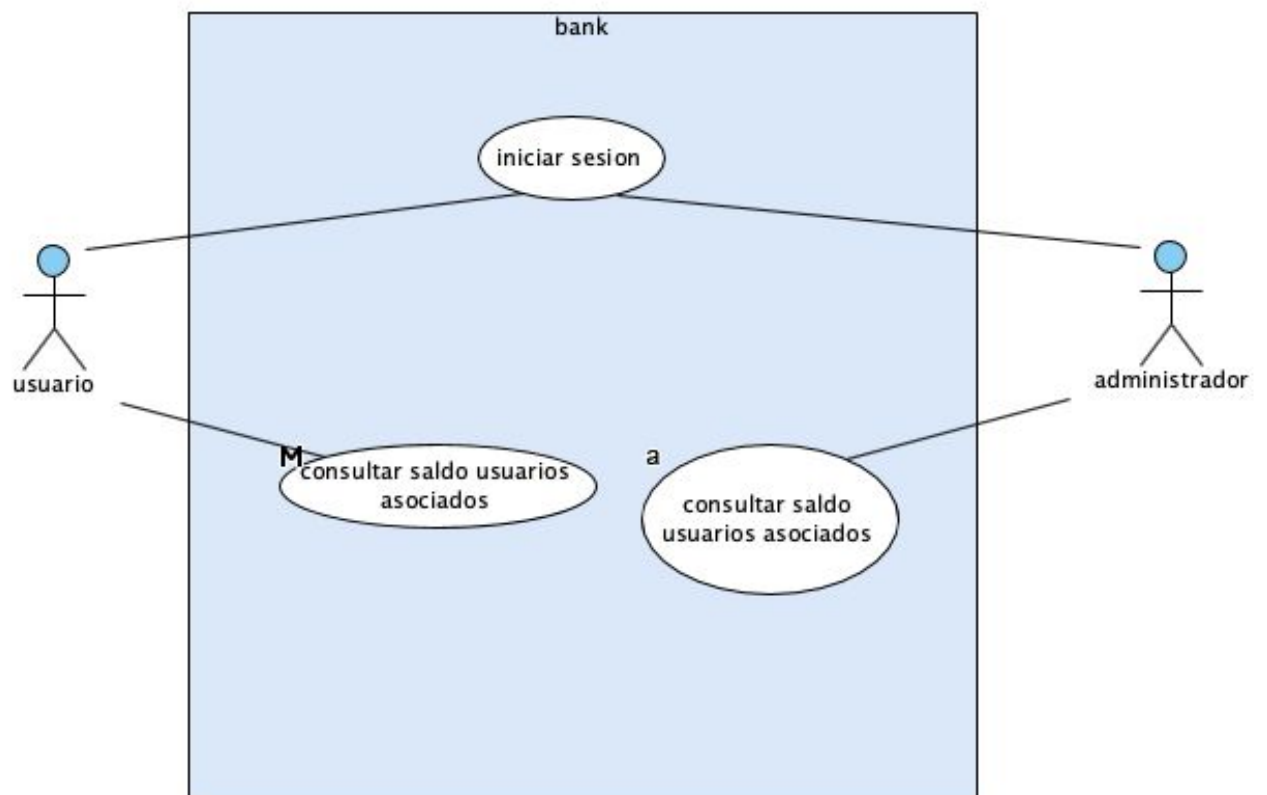 bank
iniciar sesion
usuario
administrador
M
consultar saldo usuarios
asociados
a
consultar saldo
usuarios asociados